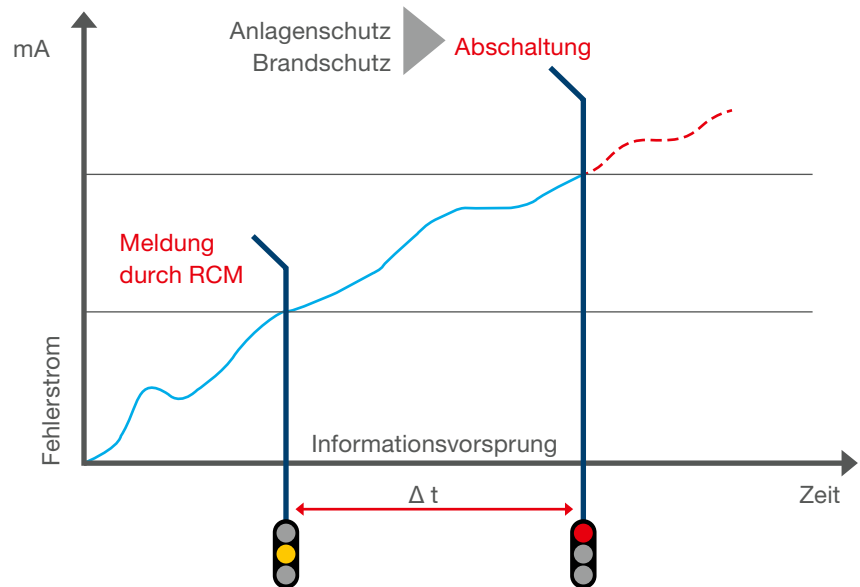 mA
Anlagenschutz
Brandschutz
Abschaltung
Meldung
durch RCM
Fehlerstrom
Informationsvorsprung
Δ t
Zeit